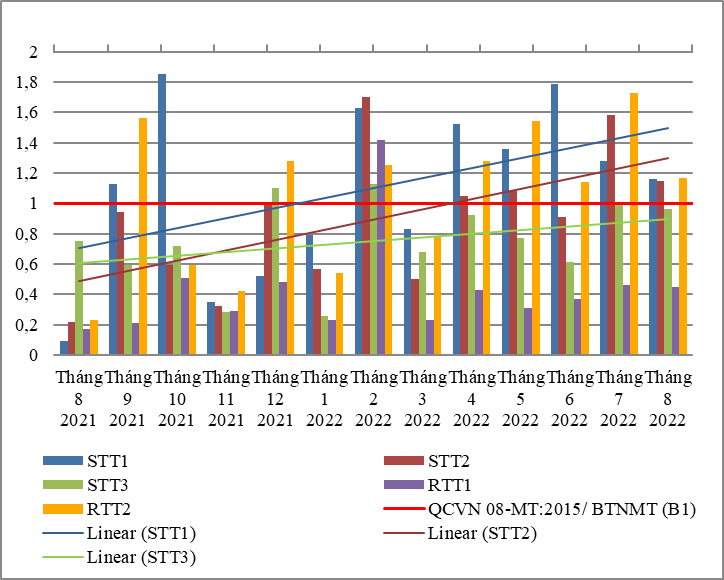 2
1,8
1,6
1,4
1,2
1
0,8
0,6
0,4
0,2
0
Tháng Tháng Tháng Tháng Tháng Tháng Tháng Tháng Tháng Tháng Tháng Tháng Tháng
8 9 10 11 12 1 2 3 4 5 6 7 8
2021 2021 2021 2021 2021 2022 2022 2022 2022 2022 2022 2022 2022
STT1 STT2
STT3 RTT1
RTT2 QCVN 08-MT:2015/ BTNMT (B1)
Linear (STT1) Linear (STT2)
Linear (STT3)